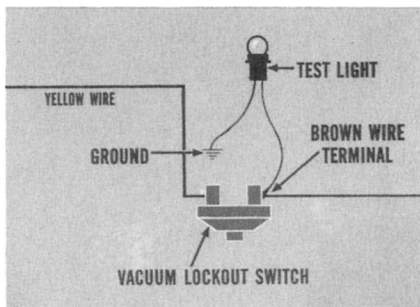 TEST LIGHT
YELLOW WIRE
BROWN WIRE
TERMINAL
GROUND
VACUUM LOCKOUT SWITCH